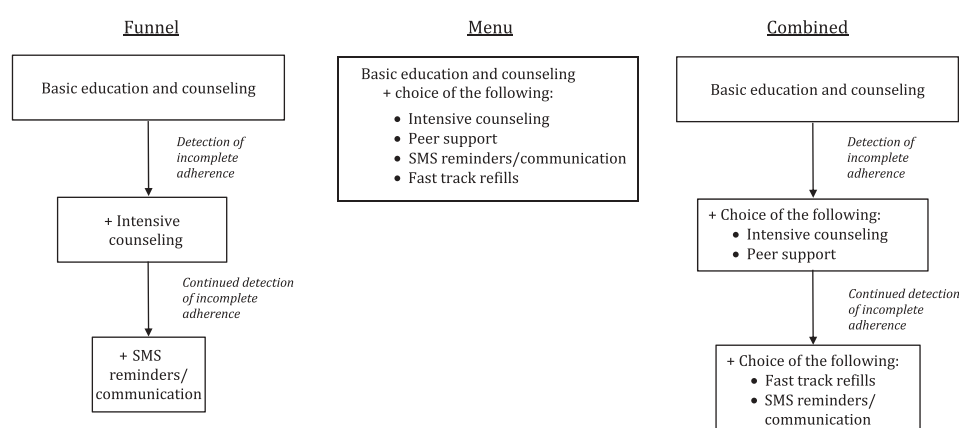 Funnel
Basic education and counseling
Detection of
incomplete
adherence
+ Intensive
counseling
Continued detection
of incomplete
adherence
+ SMS
reminders/
communication
Menu
Basic education and counseling
+ choice of the following:
• Intensive counseling
• Peer support
• SMS reminders/communication
• Fast track refills
Combined
Basic education and counseling
Detection of
incomplete
adherence
+ Choice of the following:
• Intensive counseling
• Peer support
Continued detection
of incomplete
adherence
+ Choice of the following:
• Fast track refills
• SMS reminders/
communication